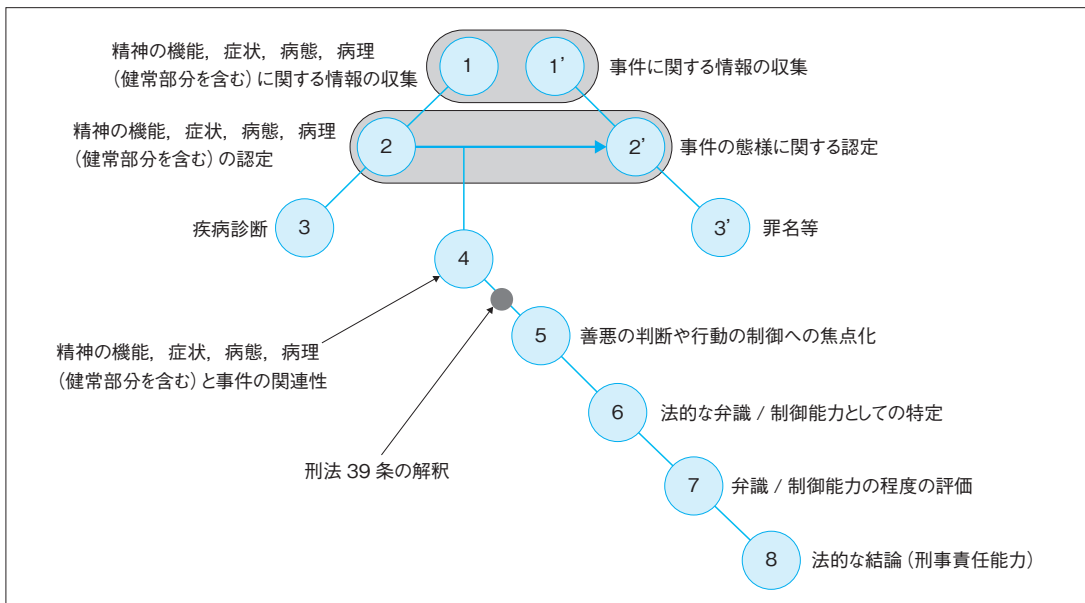 精神の機能，症状，病態，病理
（健常部分を含む）に関する情報の収集
1
1’
事件に関する情報の収集
精神の機能，症状，病態，病理
（健常部分を含む）の認定
2
2’
事件の態様に関する認定
疾病診断
3
3’
罪名等
4
精神の機能，症状，病態，病理
（健常部分を含む）と事件の関連性
5
善悪の判断や行動の制御への焦点化
6
法的な弁識 / 制御能力としての特定
刑法 39 条の解釈
7
弁識 / 制御能力の程度の評価
8
法的な結論（刑事責任能力）